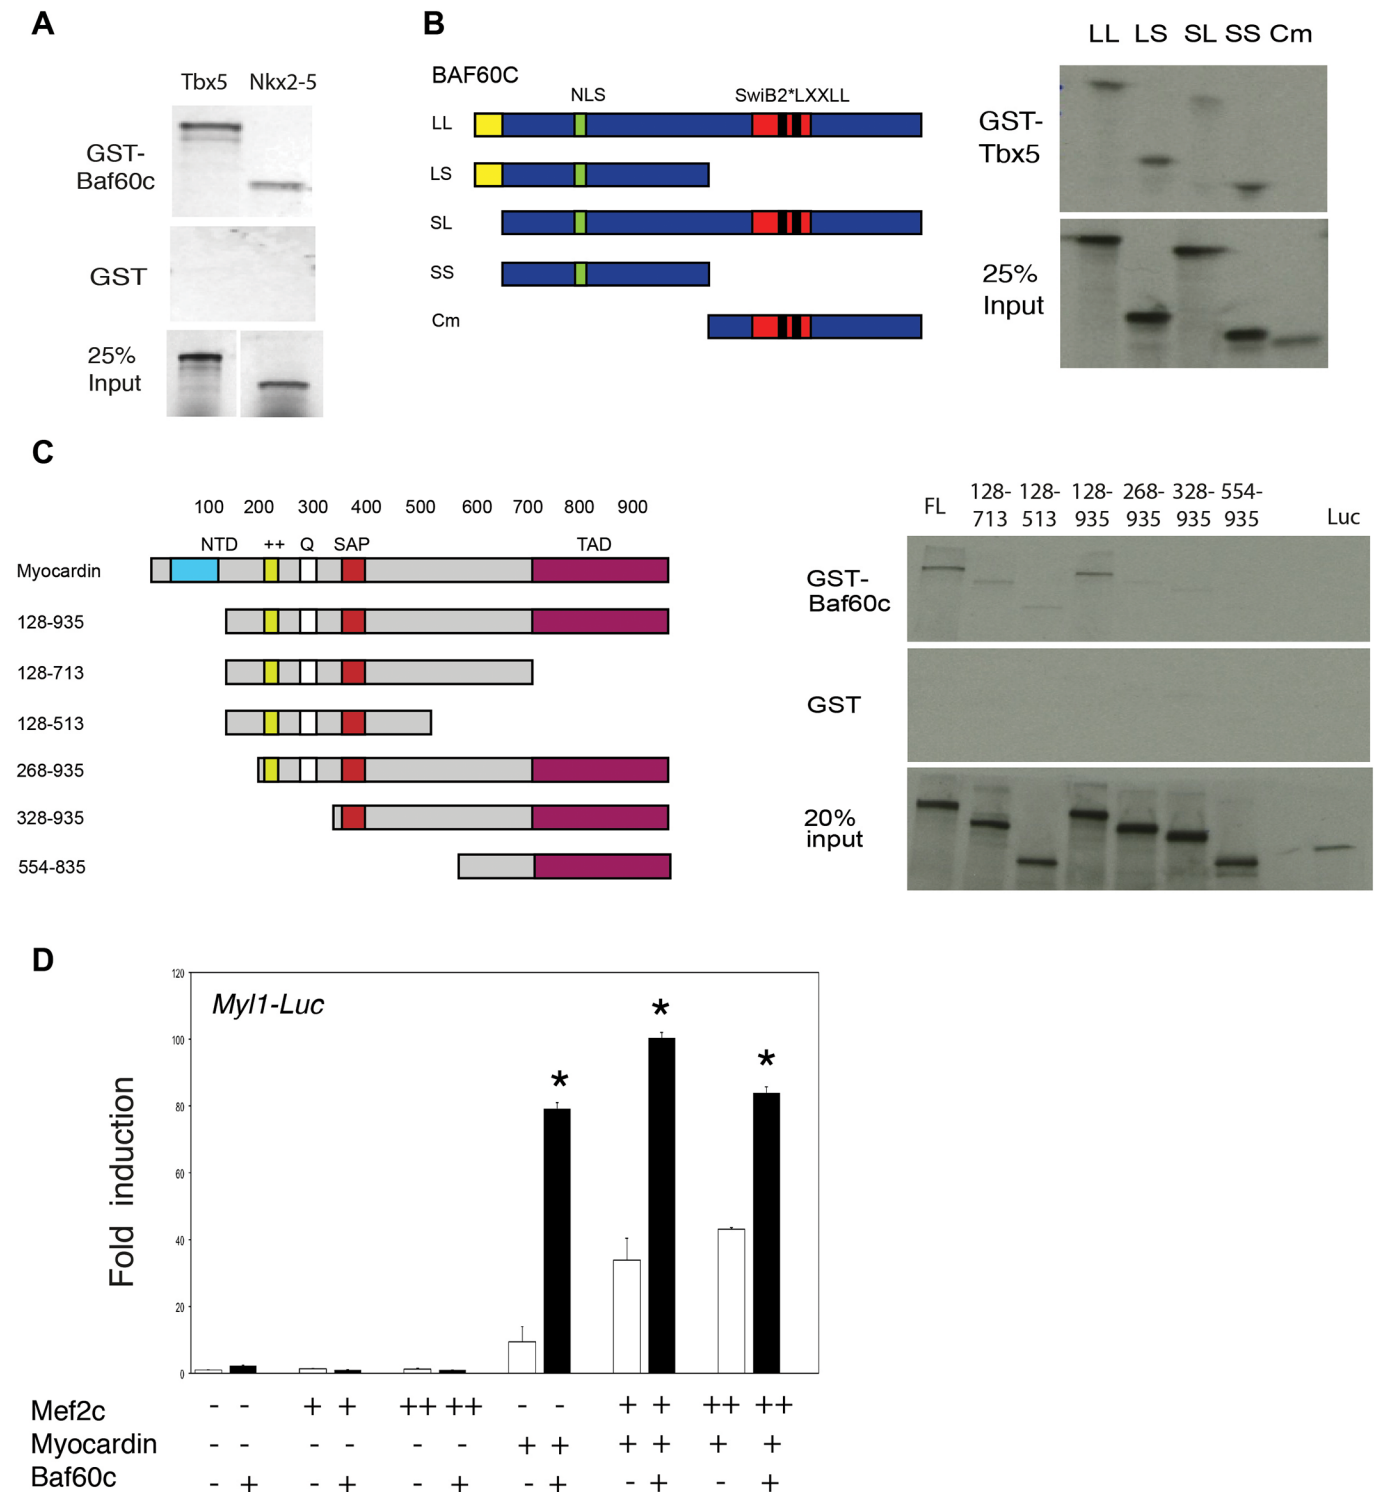 A
Tbx5 Nkx2-5
GST-
Baf60c
GST
25%
Input
B
BAF60C
NLS SwiB2*LXXLL
LL
LS
SL
SS
Cm
LL LS SL SS Cm
GST-
Tbx5
25%
Input
C
100 200 300 400 500 600 700 800 900
NTD ++ Q SAP TAD
Myocardin
128-935
128-713
128-513
268-935
328-935
554-835
FL 128- 128- 128- 268- 328- 554-
713 513 935 935 935 935 Luc
GST-
Baf60c
GST
20%
input
D
Myl1-Luc
Fold induction
120
100
80
60
40
20
0
* * *
Mef2c - - + + ++ ++ - - + + ++ ++
Myocardin - - - - - - + + + + + +
Baf60c - + - + - + - + - + - +